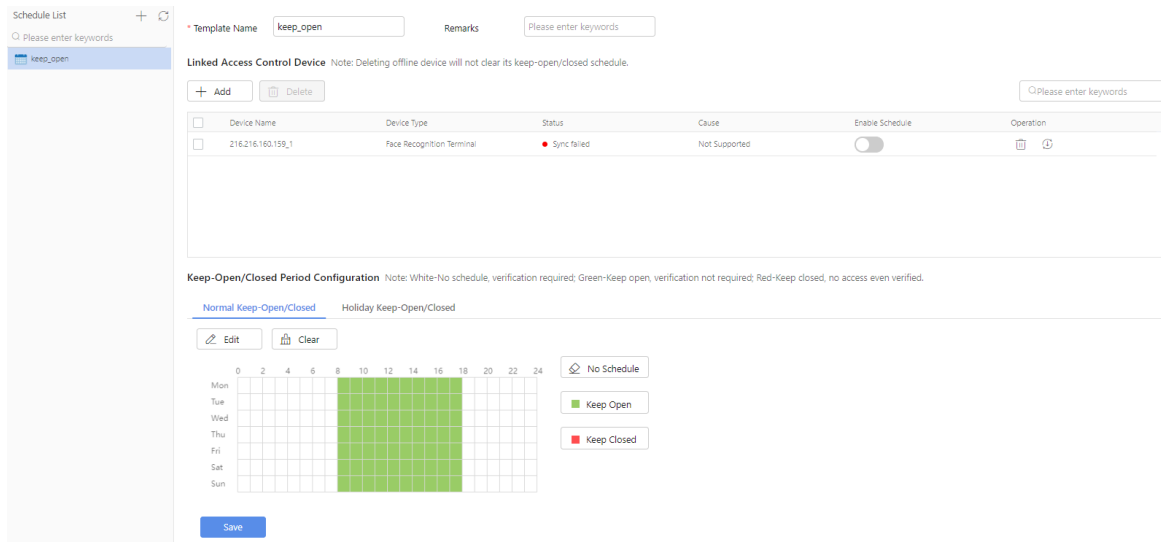 Schedule List
Please enter keywords
keep_open
* Template Name keep_open Remarks Please enter keywords
Linked Access Control Device Note: Deleting offline device will not clear its keep-open/closed schedule.
Add Delete Please enter keywords
Device Name Device Type Status Cause Enable Schedule Operation
216.216.160.159_1 Face Recognition Terminal Sync failed Not Supported
Keep-Open/Closed Period Configuration Note: White-No schedule, verification required; Green-Keep open, verification not required; Red-Keep closed, no access even verified.
Normal Keep-Open/Closed Holiday Keep-Open/Closed
Edit Clear
0 2 4 6 8 10 12 14 16 18 20 22 24
No Schedule
Mon
Tue
Keep Open
Wed
Thu
Keep Closed
Fri
Sat
Sun
Save